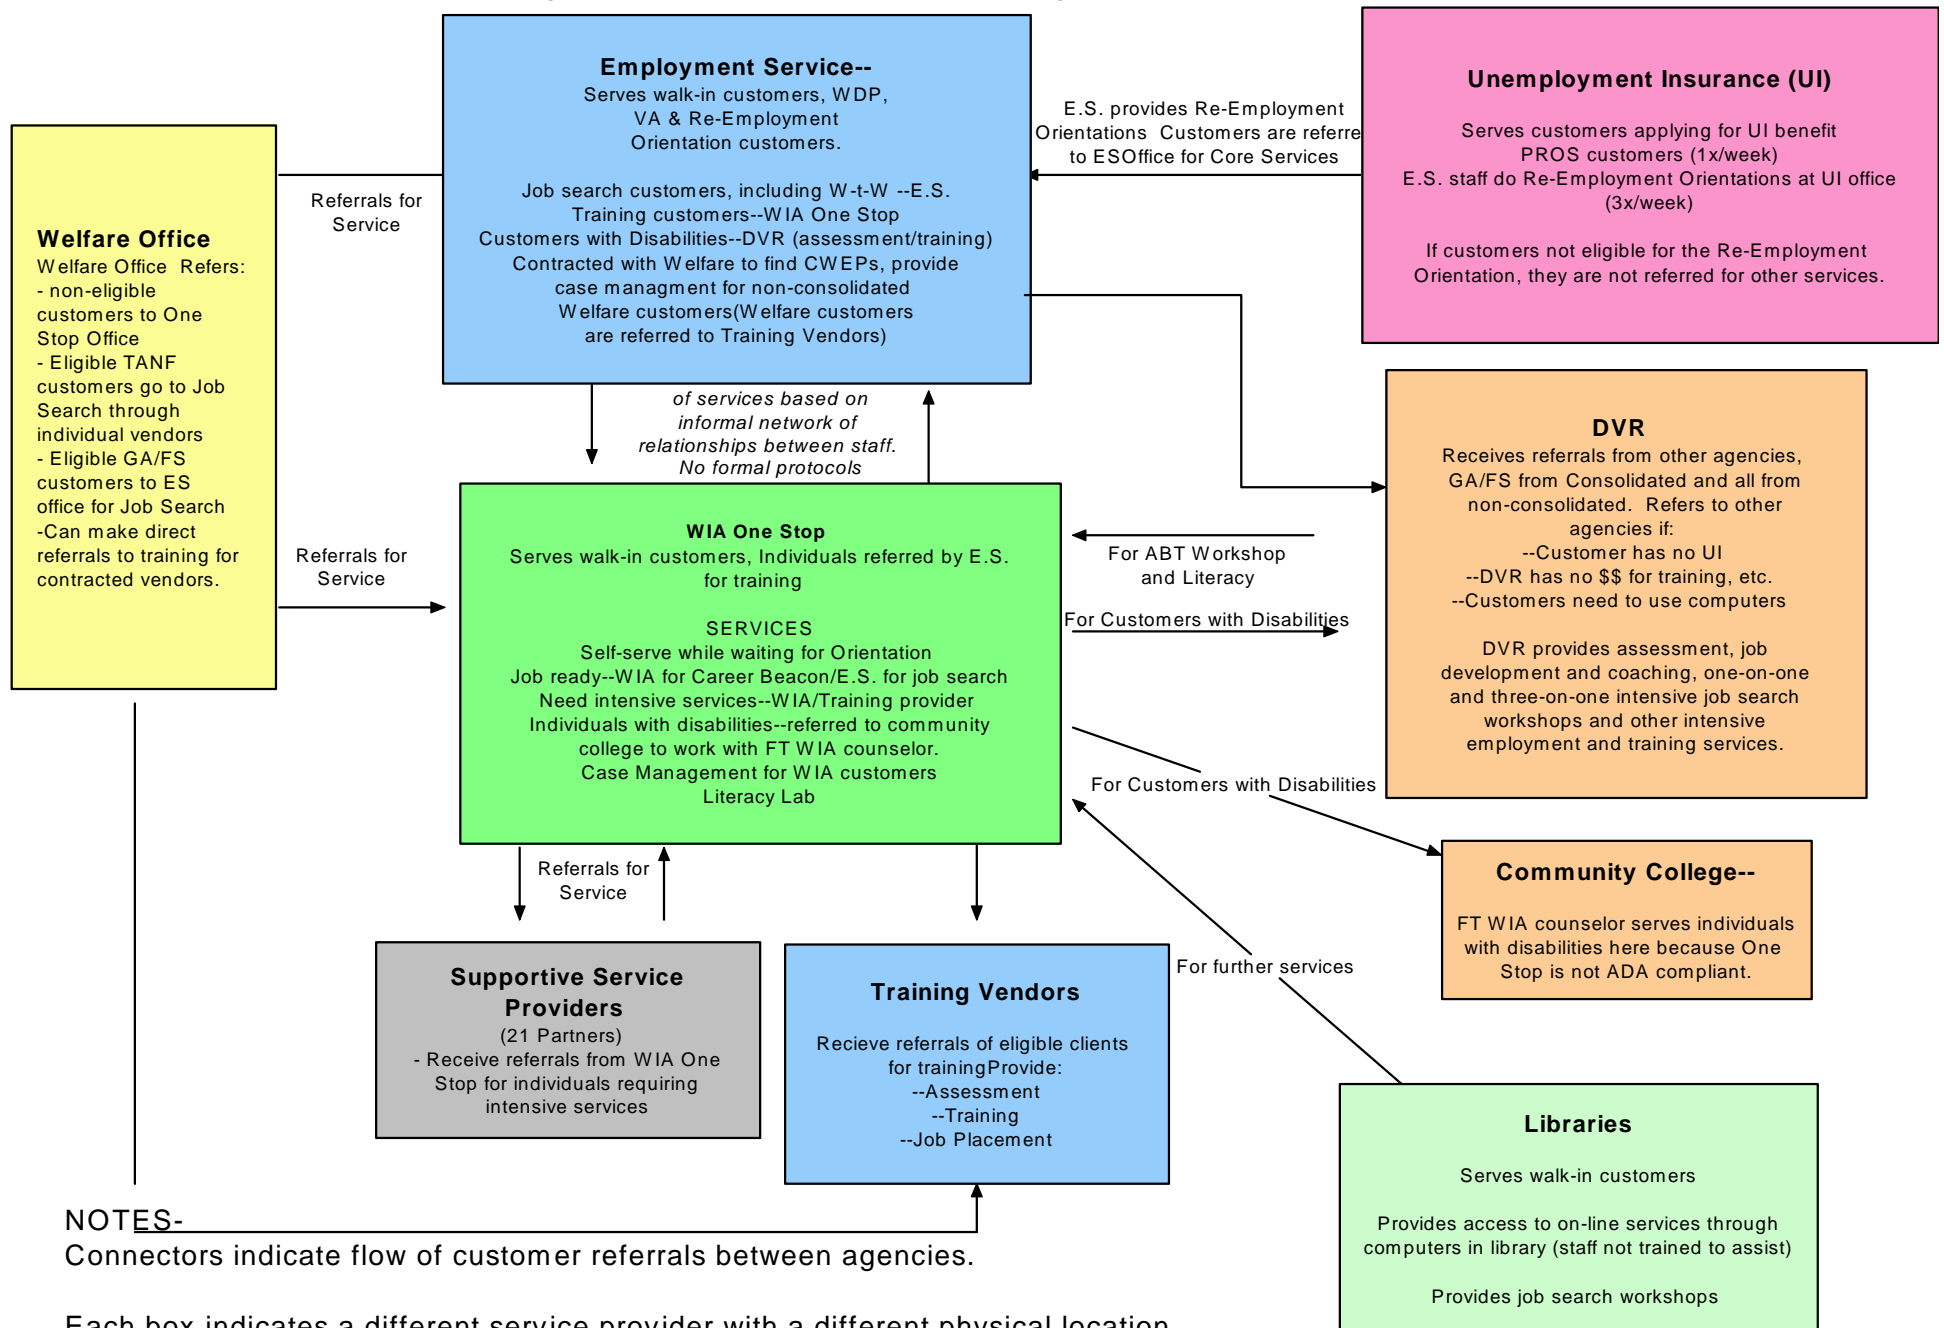 Employment Service--
Serves walk-in customers, WDP,
VA & Re-Employment
Orientation customers.
Job search customers, including W-t-W --E.S.
Training customers--WIA One Stop
Customers with Disabilities--DVR (assessment/training)
Contracted with Welfare to find CWEPs, provide
case managment for non-consolidated
Welfare customers(Welfare customers
are referred to Training Vendors)
E.S. provides Re-Employment
Orientations Customers are referre
to ESOffice for Core Services
Unemployment Insurance (UI)
Serves customers applying for UI benefit
PROS customers (1x/week)
E.S. staff do Re-Employment Orientations at UI office
(3x/week)
If customers not eligible for the Re-Employment
Orientation, they are not referred for other services.
Referrals for
Service
Welfare Office
Welfare Office Refers:
- non-eligible
customers to One
Stop Office
- Eligible TANF
customers go to Job
Search through
individual vendors
- Eligible GA/FS
customers to ES
office for Job Search
-Can make direct
referrals to training for
contracted vendors.
Referrals for
Service
of services based on
informal network of
relationships between staff.
No formal protocols
WIA One Stop
Serves walk-in customers, Individuals referred by E.S.
for training
SERVICES
Self-serve while waiting for Orientation
Job ready--WIA for Career Beacon/E.S. for job search
Need intensive services--WIA/Training provider
Individuals with disabilities--referred to community
college to work with FT WIA counselor.
Case Management for WIA customers
Literacy Lab
For ABT Workshop
and Literacy
For Customers with Disabilities
DVR
Receives referrals from other agencies,
GA/FS from Consolidated and all from
non-consolidated. Refers to other
agencies if:
--Customer has no UI
--DVR has no $$ for training, etc.
--Customers need to use computers
DVR provides assessment, job
development and coaching, one-on-one
and three-on-one intensive job search
workshops and other intensive
employment and training services.
For Customers with Disabilities
Community College--
FT WIA counselor serves individuals
with disabilities here because One
Stop is not ADA compliant.
Referrals for
Service
Supportive Service
Providers
(21 Partners)
- Receive referrals from WIA One
Stop for individuals requiring
intensive services
Training Vendors
Recieve referrals of eligible clients
for trainingProvide:
--Assessment
--Training
--Job Placement
For further services
Libraries
Serves walk-in customers
Provides access to on-line services through
computers in library (staff not trained to assist)
Provides job search workshops
NOTES-
Connectors indicate flow of customer referrals between agencies.
Each box indicates a different service provider with a different physical location